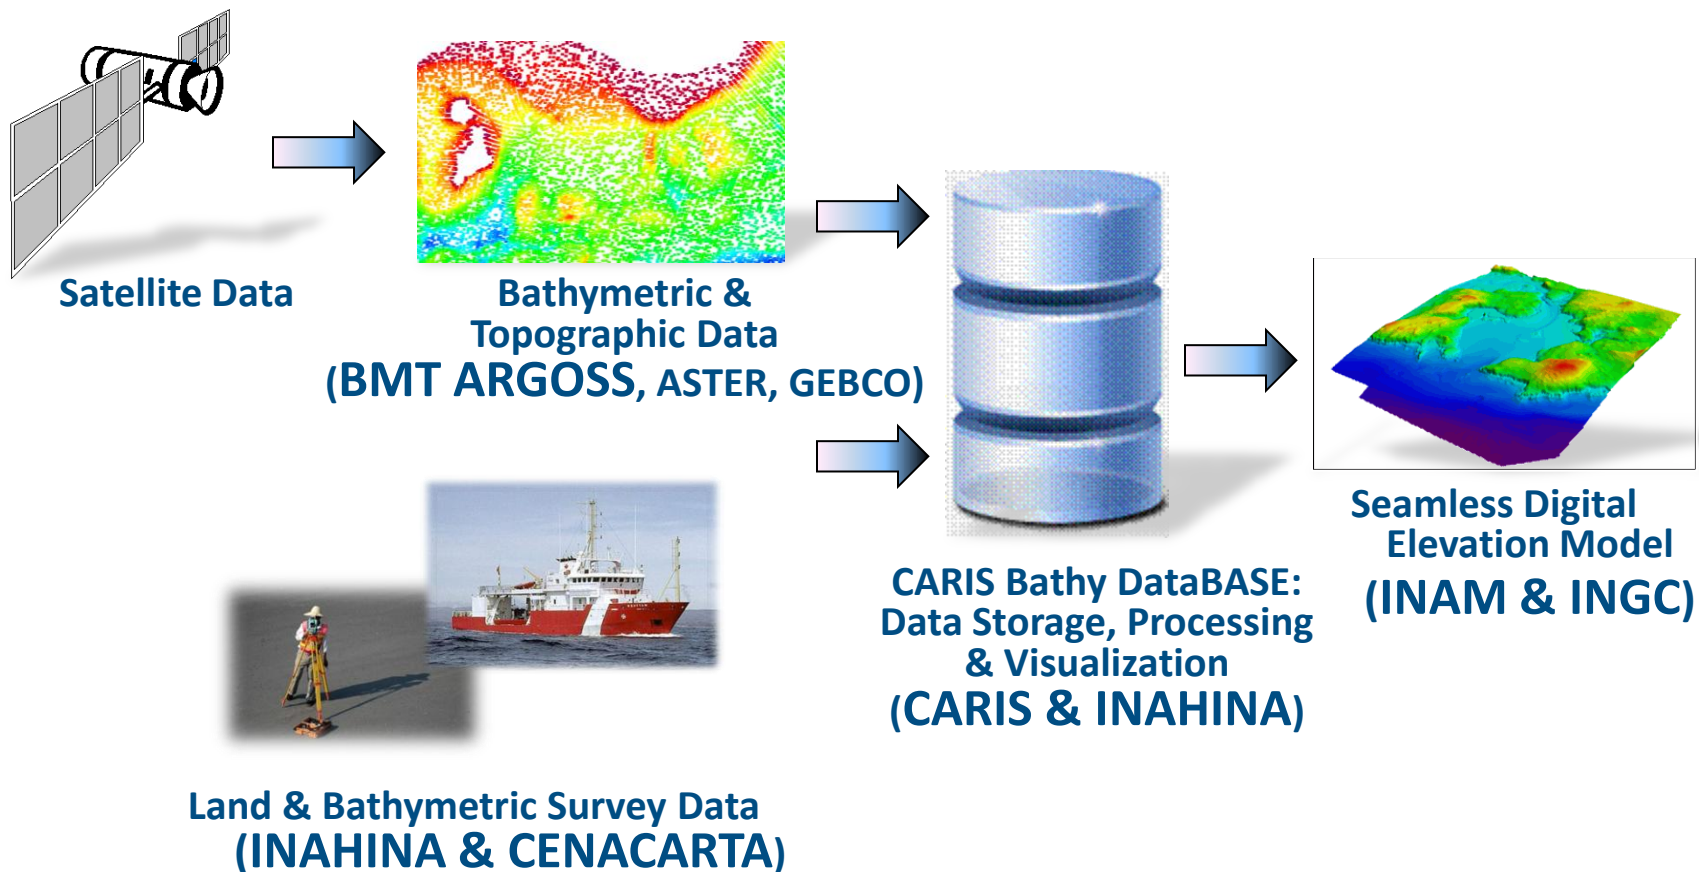 Satellite Data
Bathymetric &
Topographic Data
(BMT ARGOSS, ASTER, GEBCO)
Land & Bathymetric Survey Data
(INAHINA & CENACARTA)
CARIS Bathy DataBASE:
Data Storage, Processing
& Visualization
(CARIS & INAHINA)
Seamless Digital
Elevation Model
(INAM & INGC)